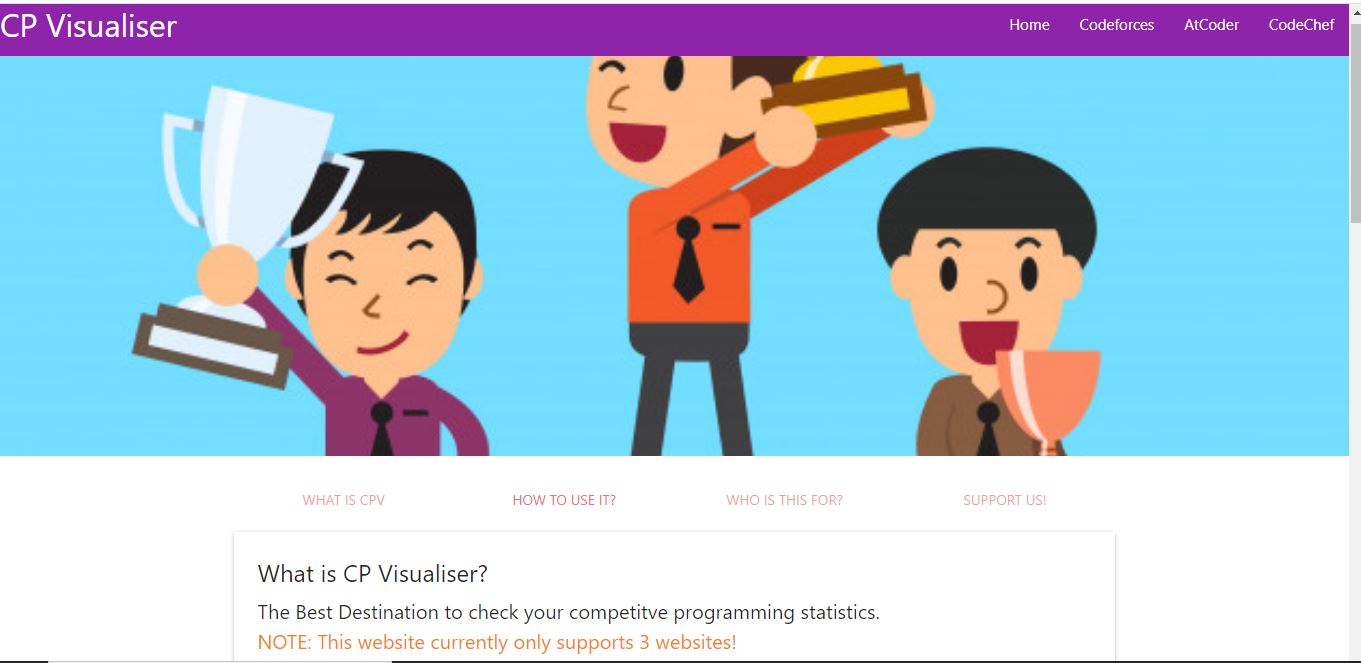 CP Visualiser
Home Codeforces AtCoder CodeChef
WHAT IS CPV HOW TO USE IT? WHO IS THIS FOR? SUPPORT US!
What is CP Visualiser?
The Best Destination to check your competitve programming statistics.
NOTE: This website currently only supports 3 websites!